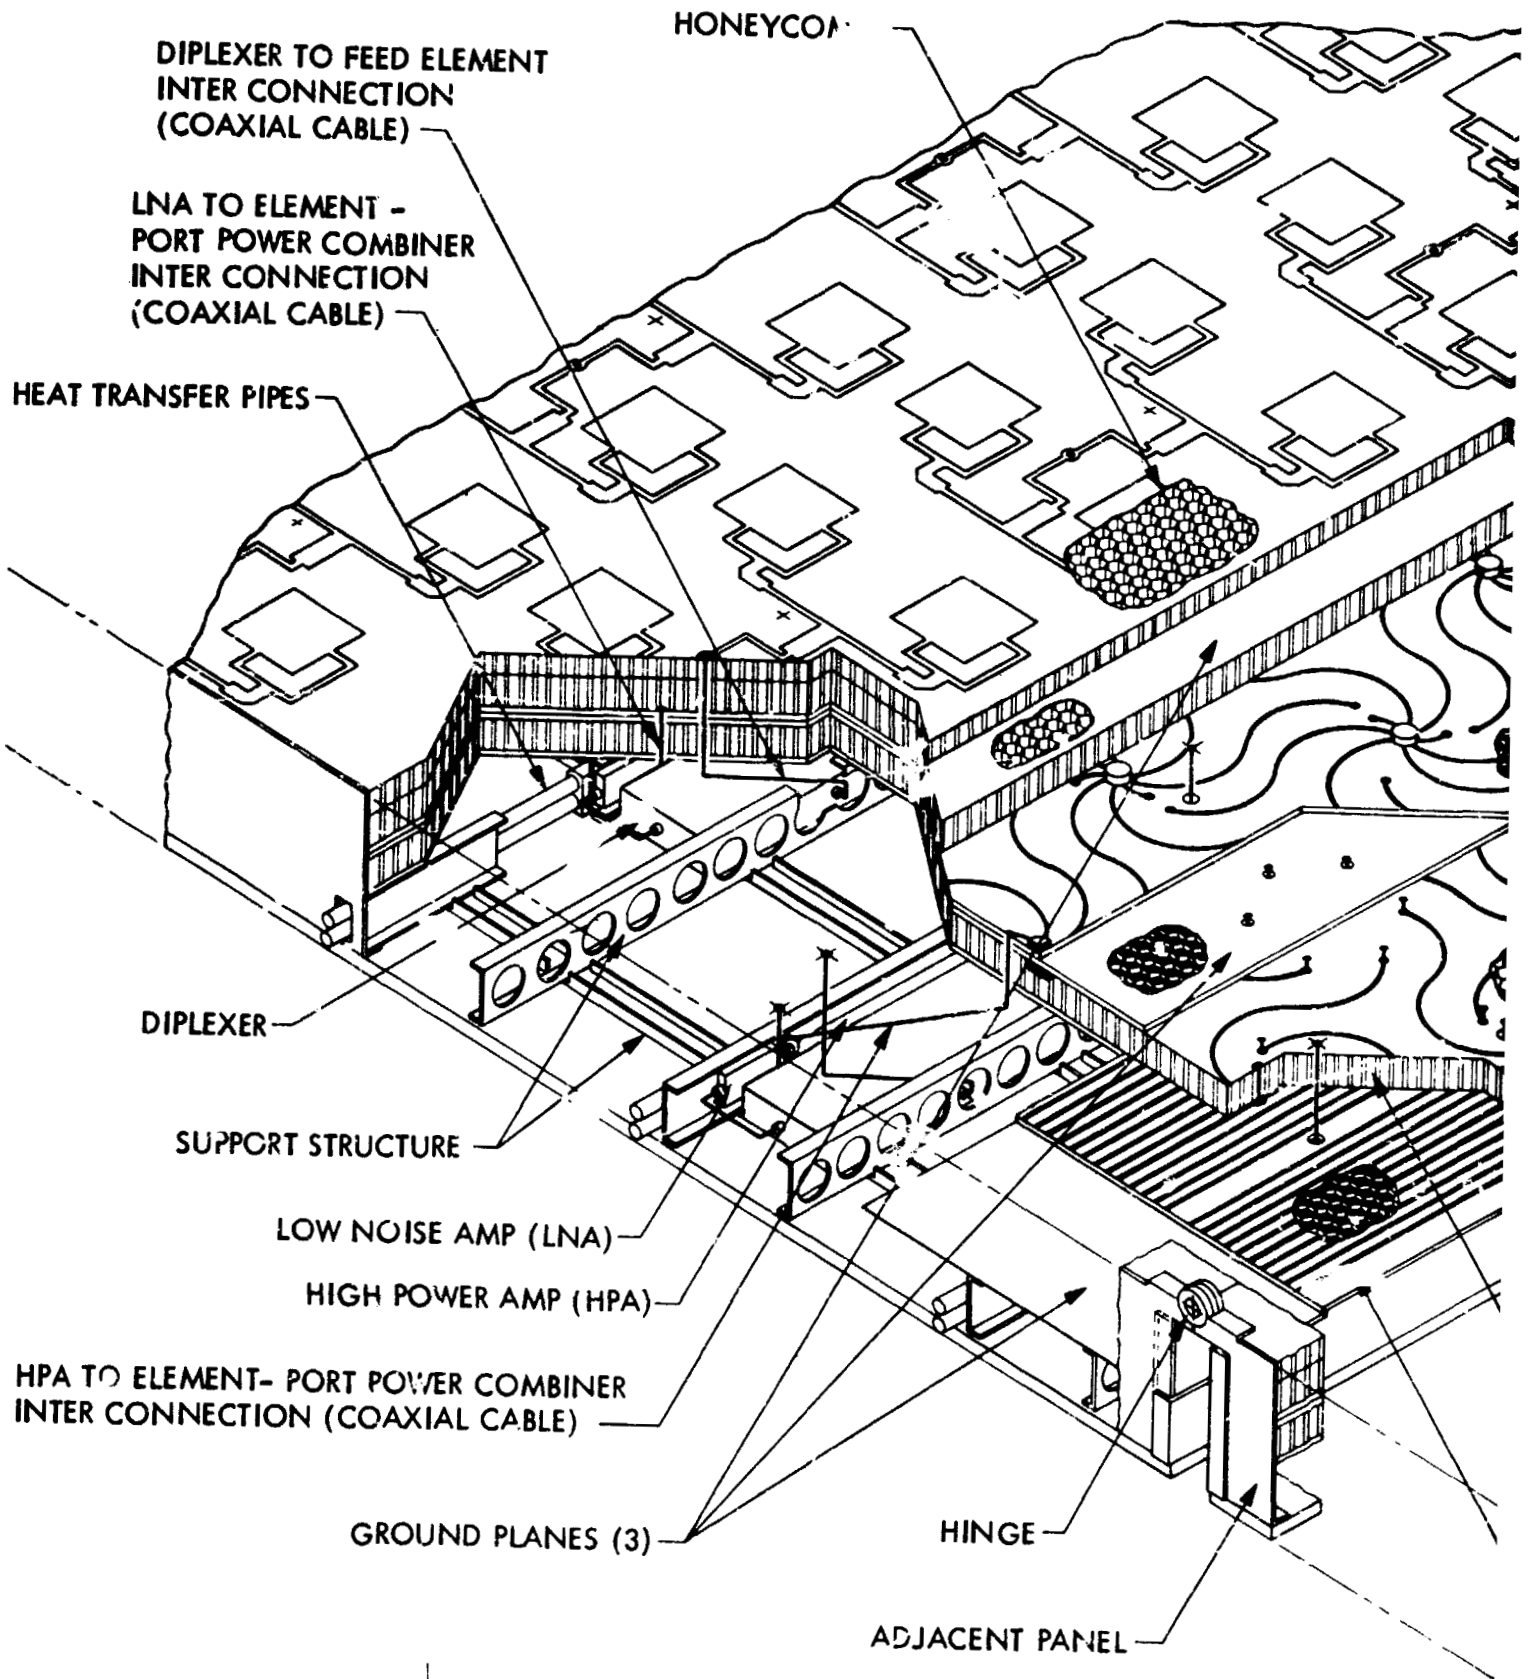 HONEYCO
DIPLEXER TO FEED ELEMENT
INTER CONNECTION
(COAXIAL CABLE)
LNA TO ELEMENT -
PORT POWER COMBINER
INTER CONNECTION
(COAXIAL CABLE)
HEAT TRANSFER PIPES
DIPLEXER
SUPPORT STRUCTURE
LOW NOISE AMP (LNA)
HIGH POWER AMP (HPA)
HPA TO ELEMENT- PORT POWER COMBINER
INTER CONNECTION (COAXIAL CABLE)
GROUND PLANES (3)
HINGE
ADJACENT PANEL